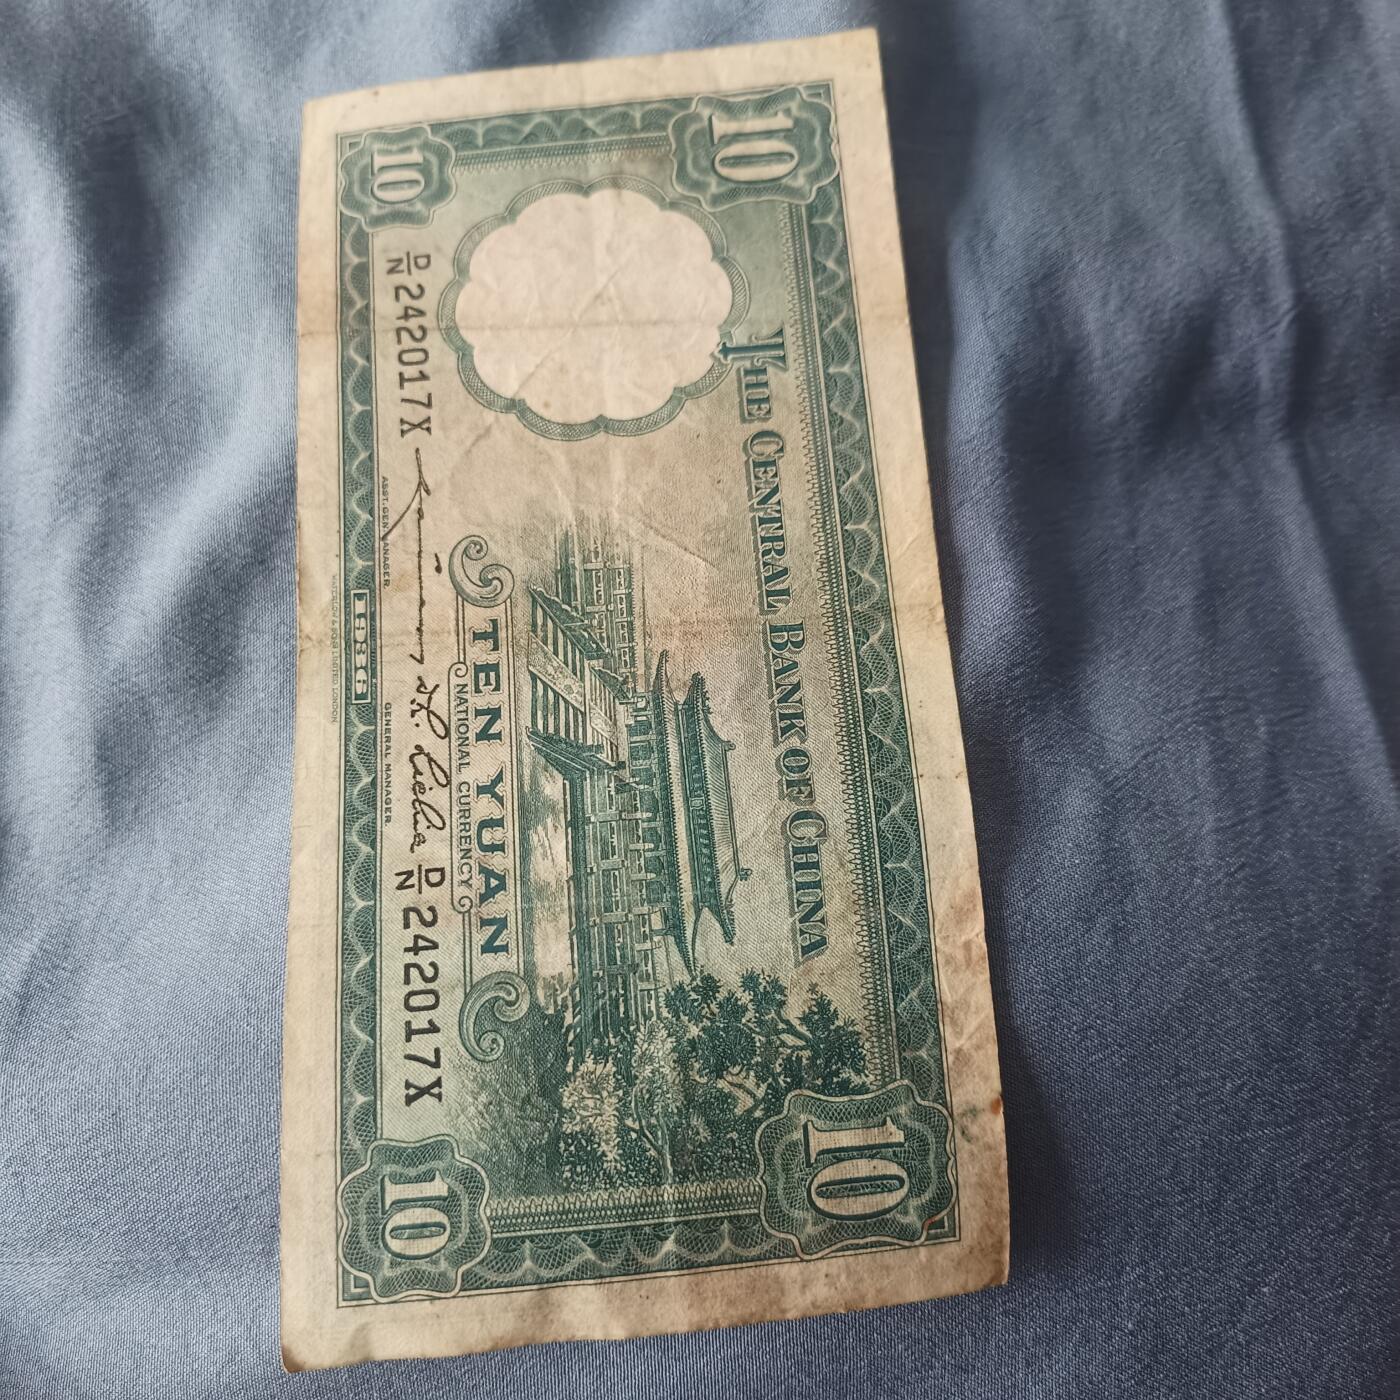 10
10
THE CENTRAL BANK OF CHINA
TEN YUAN
NATIONAL CURRENCY
D/N 242017X
D/N 242017X
ASST. GEN. MANAGER.
GENERAL MANAGER.
10
1936
10